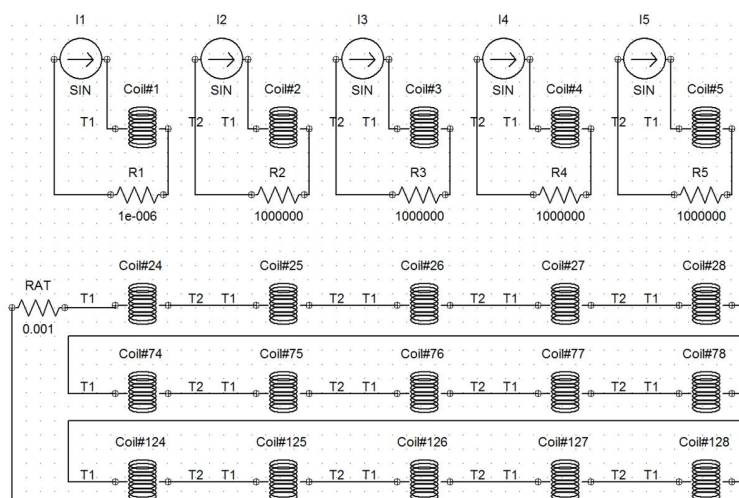 I1 I2 I3 I4 I5
SIN SIN SIN SIN SIN
Coil#1 Coil#2 Coil#3 Coil#4 Coil#5
T1 T2 T1 T2 T1 T2 T1 T2 T1
R1 R2 R3 R4 R5
1e-006 1000000 1000000 1000000 1000000
Coil#24 Coil#25 Coil#26 Coil#27 Coil#28
RAT
T1 T2 T1 T2 T1 T2 T1 T2 T1
0.001
Coil#74 Coil#75 Coil#76 Coil#77 Coil#78
T1 T2 T1 T2 T1 T2 T1 T2 T1
Coil#124 Coil#125 Coil#126 Coil#127 Coil#128
T1 T2 T1 T2 T1 T2 T1 T2 T1